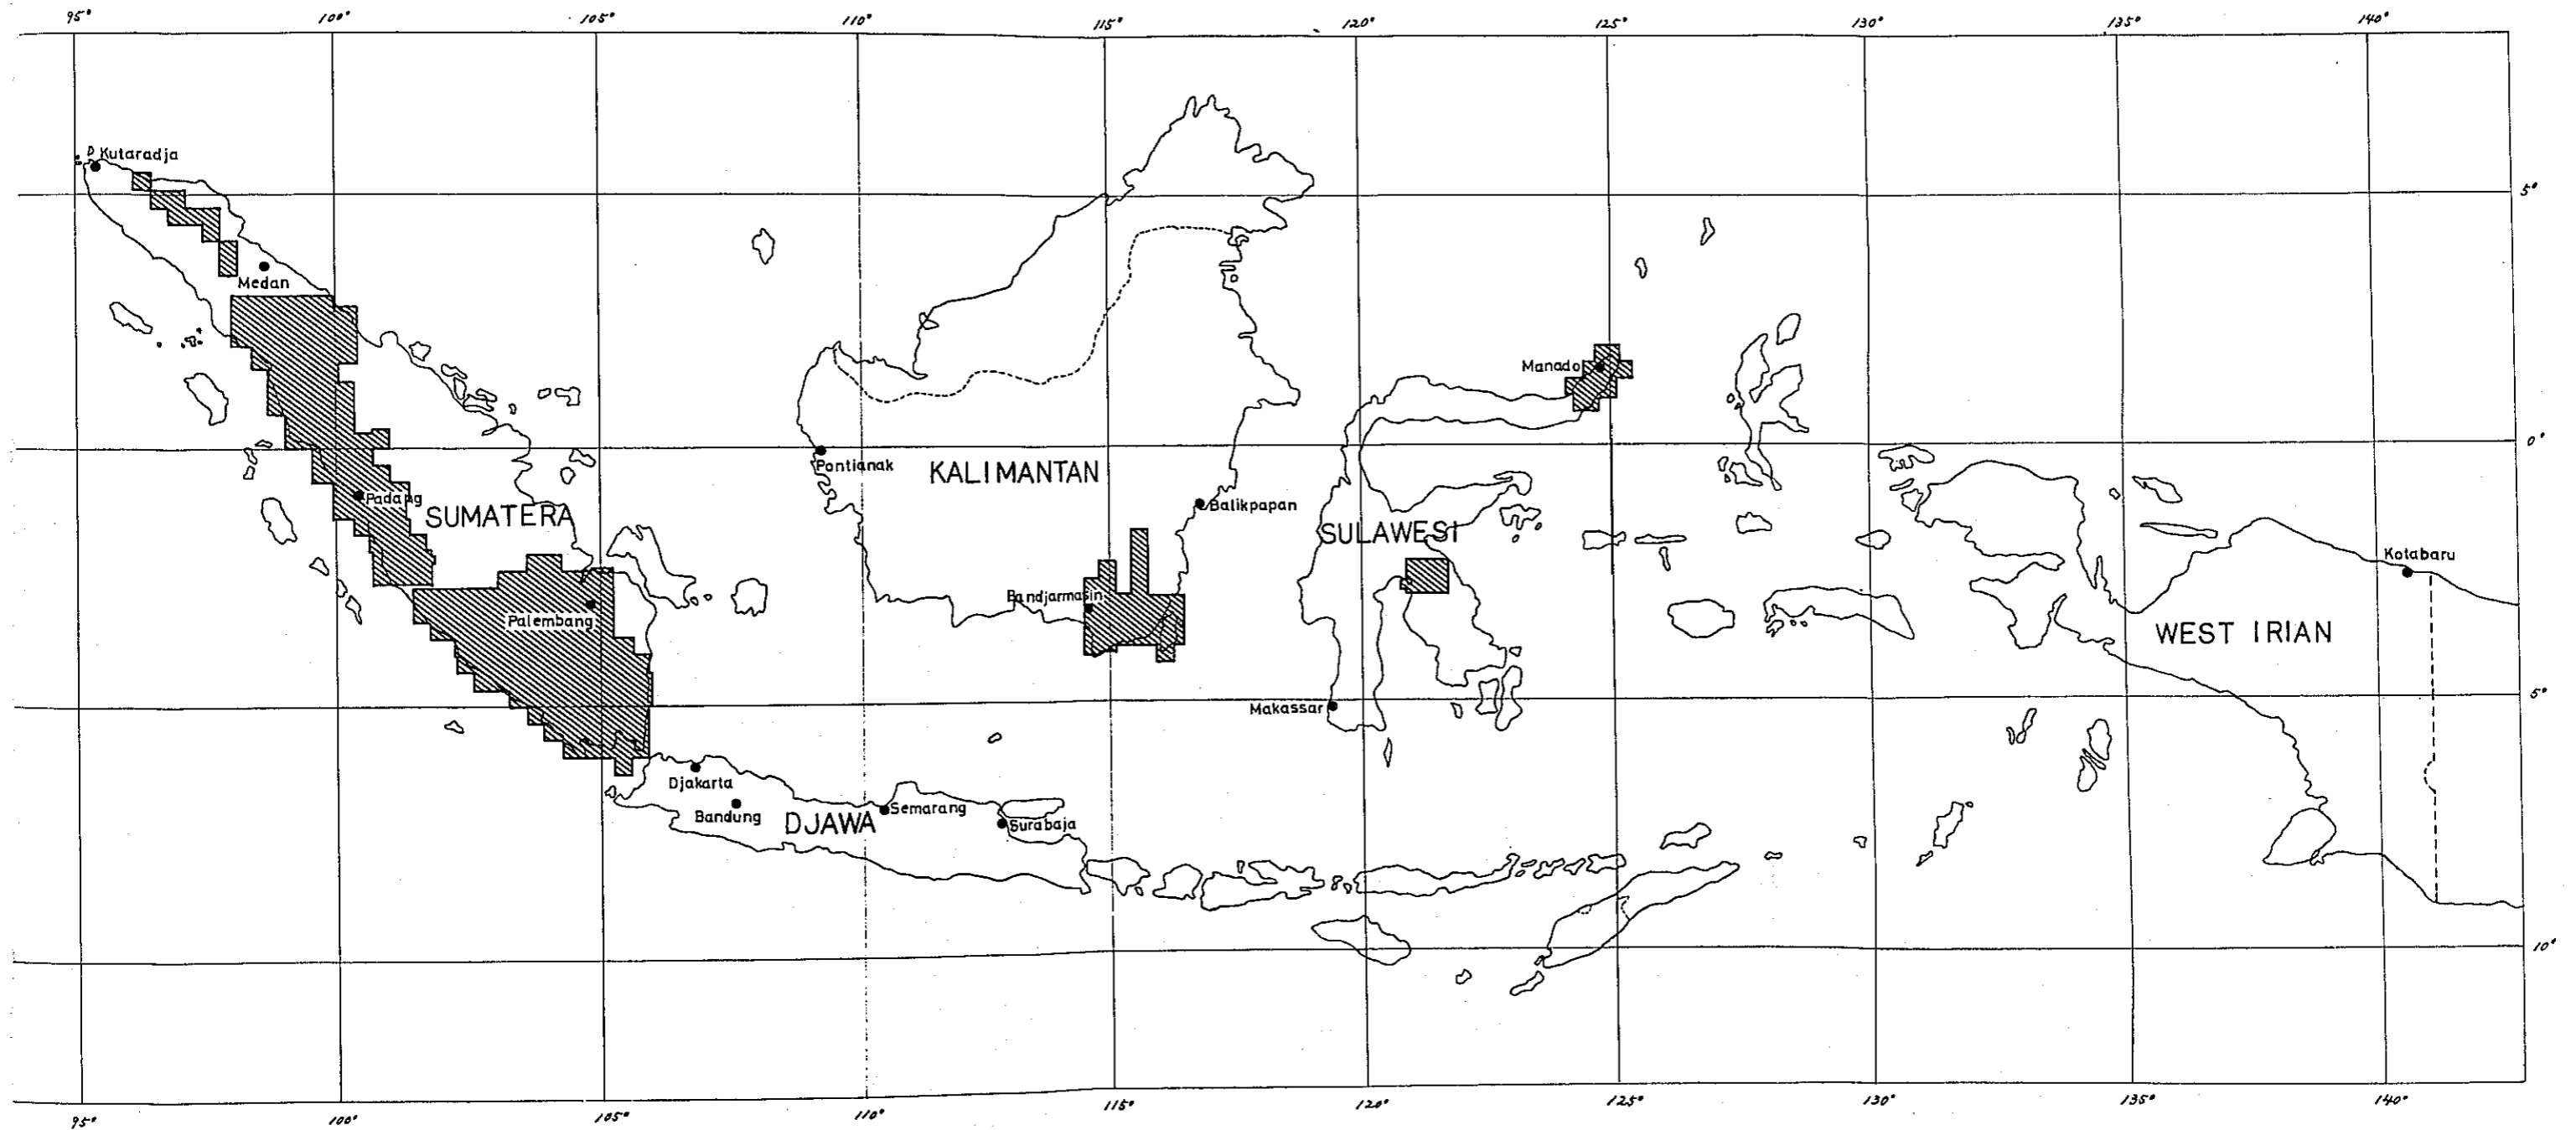 95° 100° 105° 110° 115° 120° 125° 130° 135° 140°
Kutaradja
5°
Medan
Manado
0°
Pontianak
KALIMANTAN
Padang
SUMATERA
Balikpapan
SULAWESI
Kotabaru
Bandjarmasin
Palembang
WEST IRIAN
Makassar
5°
Djakarta
Bandung
DJAWA
Semarang
Surabaja
10°
95° 100° 105° 110° 115° 120° 125° 130° 135° 140°